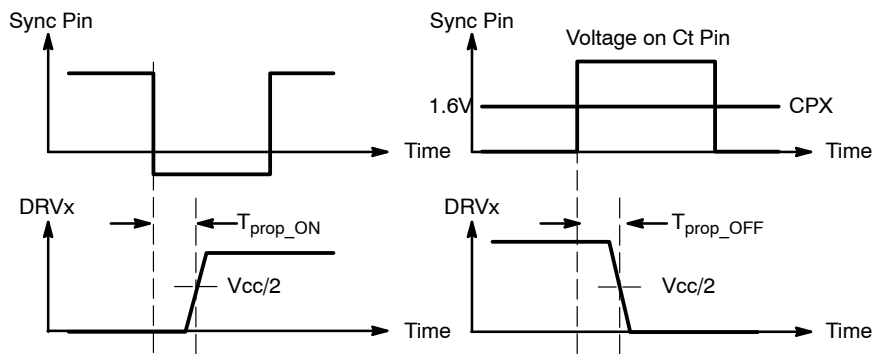 Sync Pin
Time
DRVx
T_prop_ON
Vcc/2
Time
Sync Pin
Voltage on Ct Pin
1.6V
CPX
Time
DRVx
T_prop_OFF
Vcc/2
Time